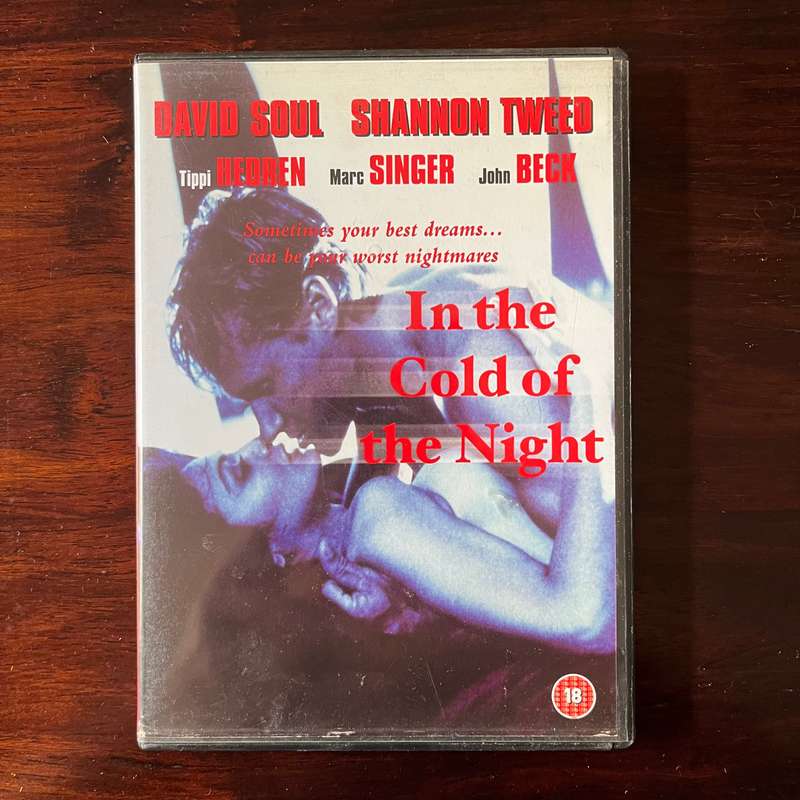 DAVID SOUL SHANNON TWEED
Tippi HEDREN Marc SINGER John BECK
Sometimes your best dreams...
can be your worst nightmares
In the
Cold of
the Night
18